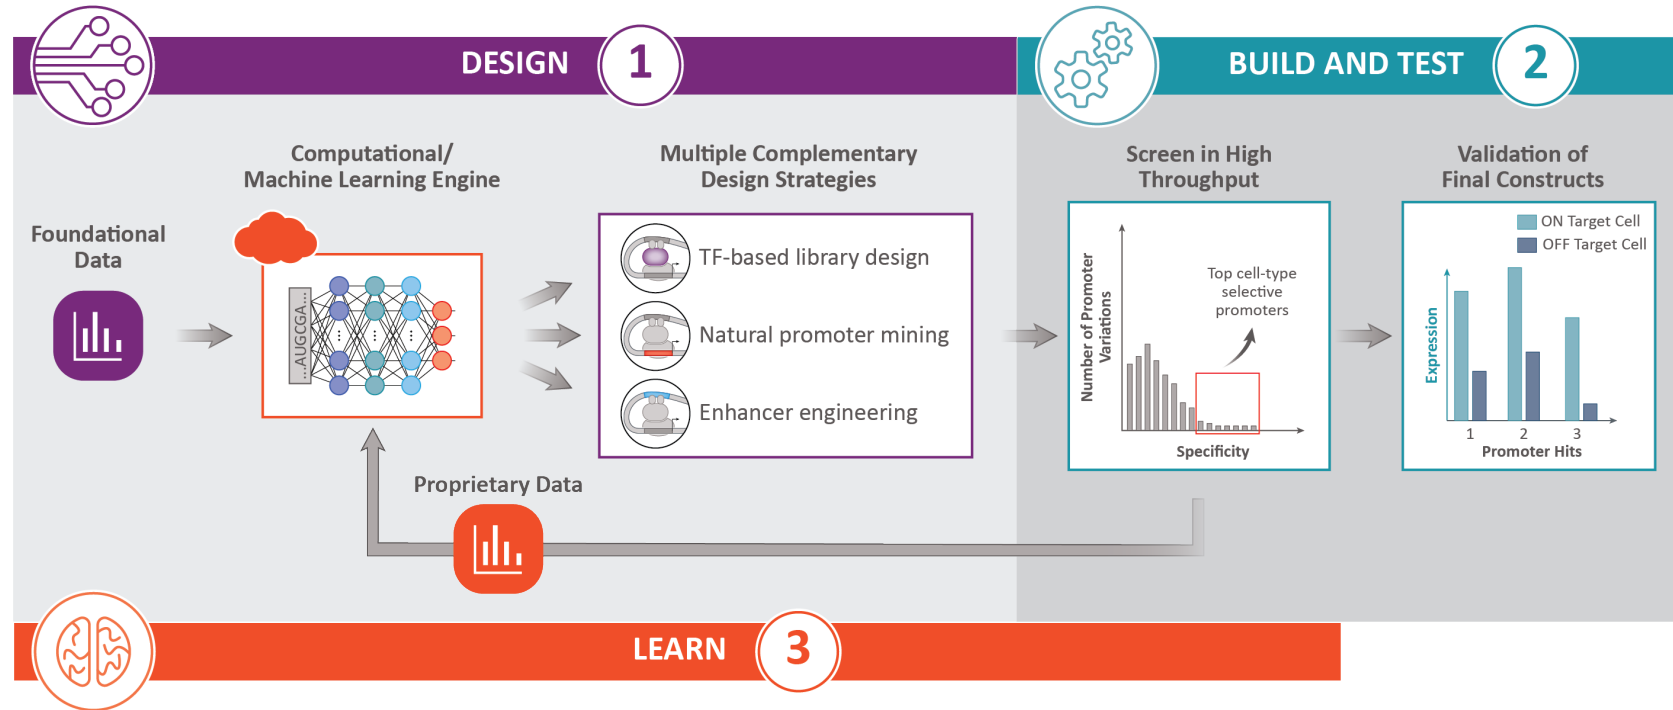 DESIGN 1
BUILD AND TEST 2
Computational/
Machine Learning Engine
Multiple Complementary
Design Strategies
Screen in High
Throughput
Validation of
Final Constructs
Foundational
Data
...AUGCGA...
TF-based library design
Natural promoter mining
Enhancer engineering
Number of Promoter
Variations
Top cell-type
selective
promoters
Specificity
ON Target Cell
OFF Target Cell
Expression
1 2 3
Promoter Hits
Proprietary Data
LEARN 3